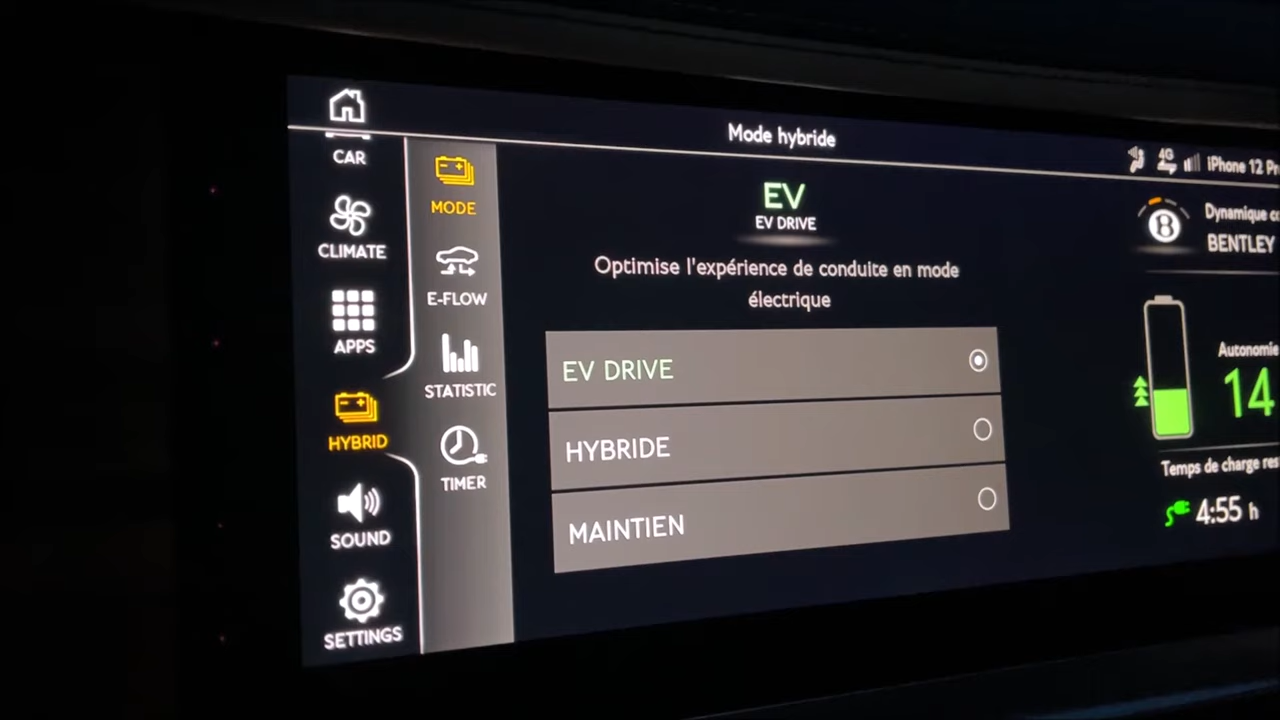 Mode hybride
4G
iPhone 12 Pr
CAR
CLIMATE
APPS
HYBRID
SOUND
SETTINGS
MODE
E-FLOW
STATISTIC
TIMER
EV
EV DRIVE
Optimise l'expérience de conduite en mode
électrique
EV DRIVE
HYBRIDE
MAINTIEN
B
Dynamique
BENTLEY
Autonomie
14
Temps de charge res
4:55 h